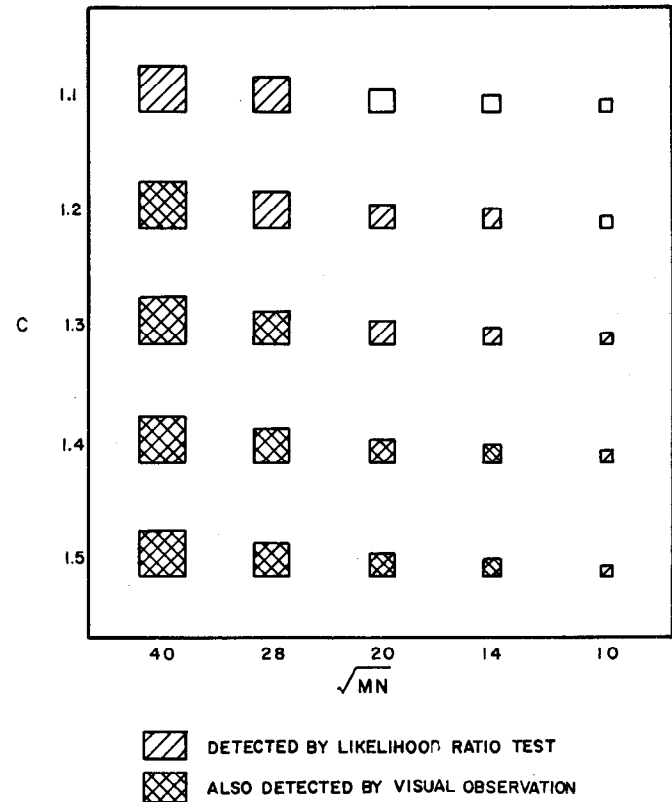 1.1
1.2
C
1.3
1.4
1.5
40 28 20 14 10
√MN
DETECTED BY LIKELIHOOD RATIO TEST
ALSO DETECTED BY VISUAL OBSERVATION